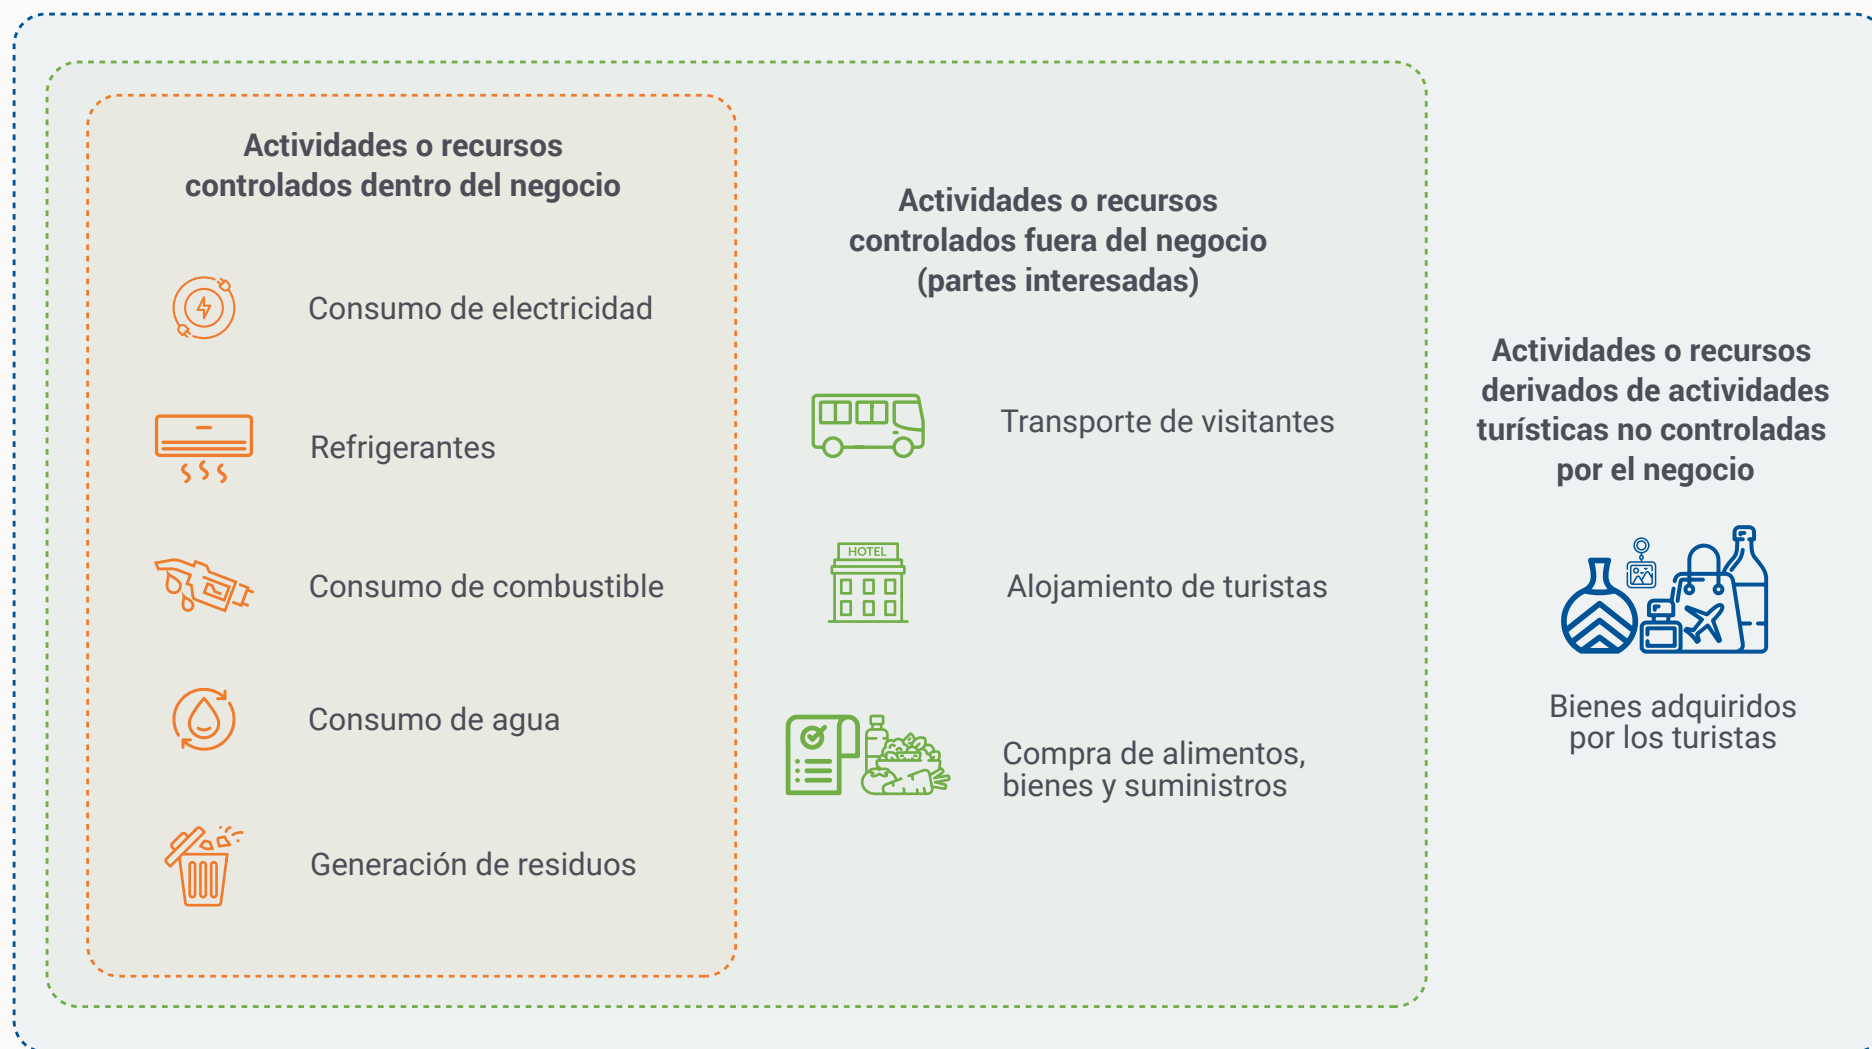 Actividades o recursos
controlados dentro del negocio
Consumo de electricidad
Refrigerantes
Consumo de combustible
Consumo de agua
Generación de residuos
Actividades o recursos
controlados fuera del negocio
(partes interesadas)
Transporte de visitantes
HOTEL
Alojamiento de turistas
Compra de alimentos,
bienes y suministros
Actividades o recursos
derivados de actividades
turísticas no controladas
por el negocio
Bienes adquiridos
por los turistas